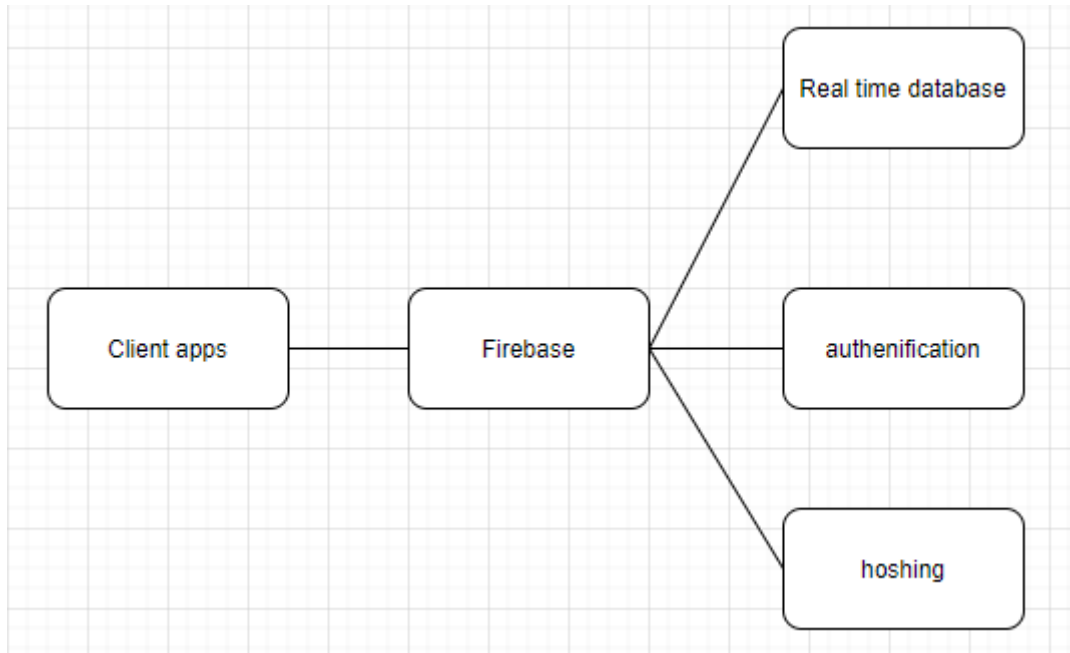 Real time database
Client apps
Firebase
authenification
hoshing